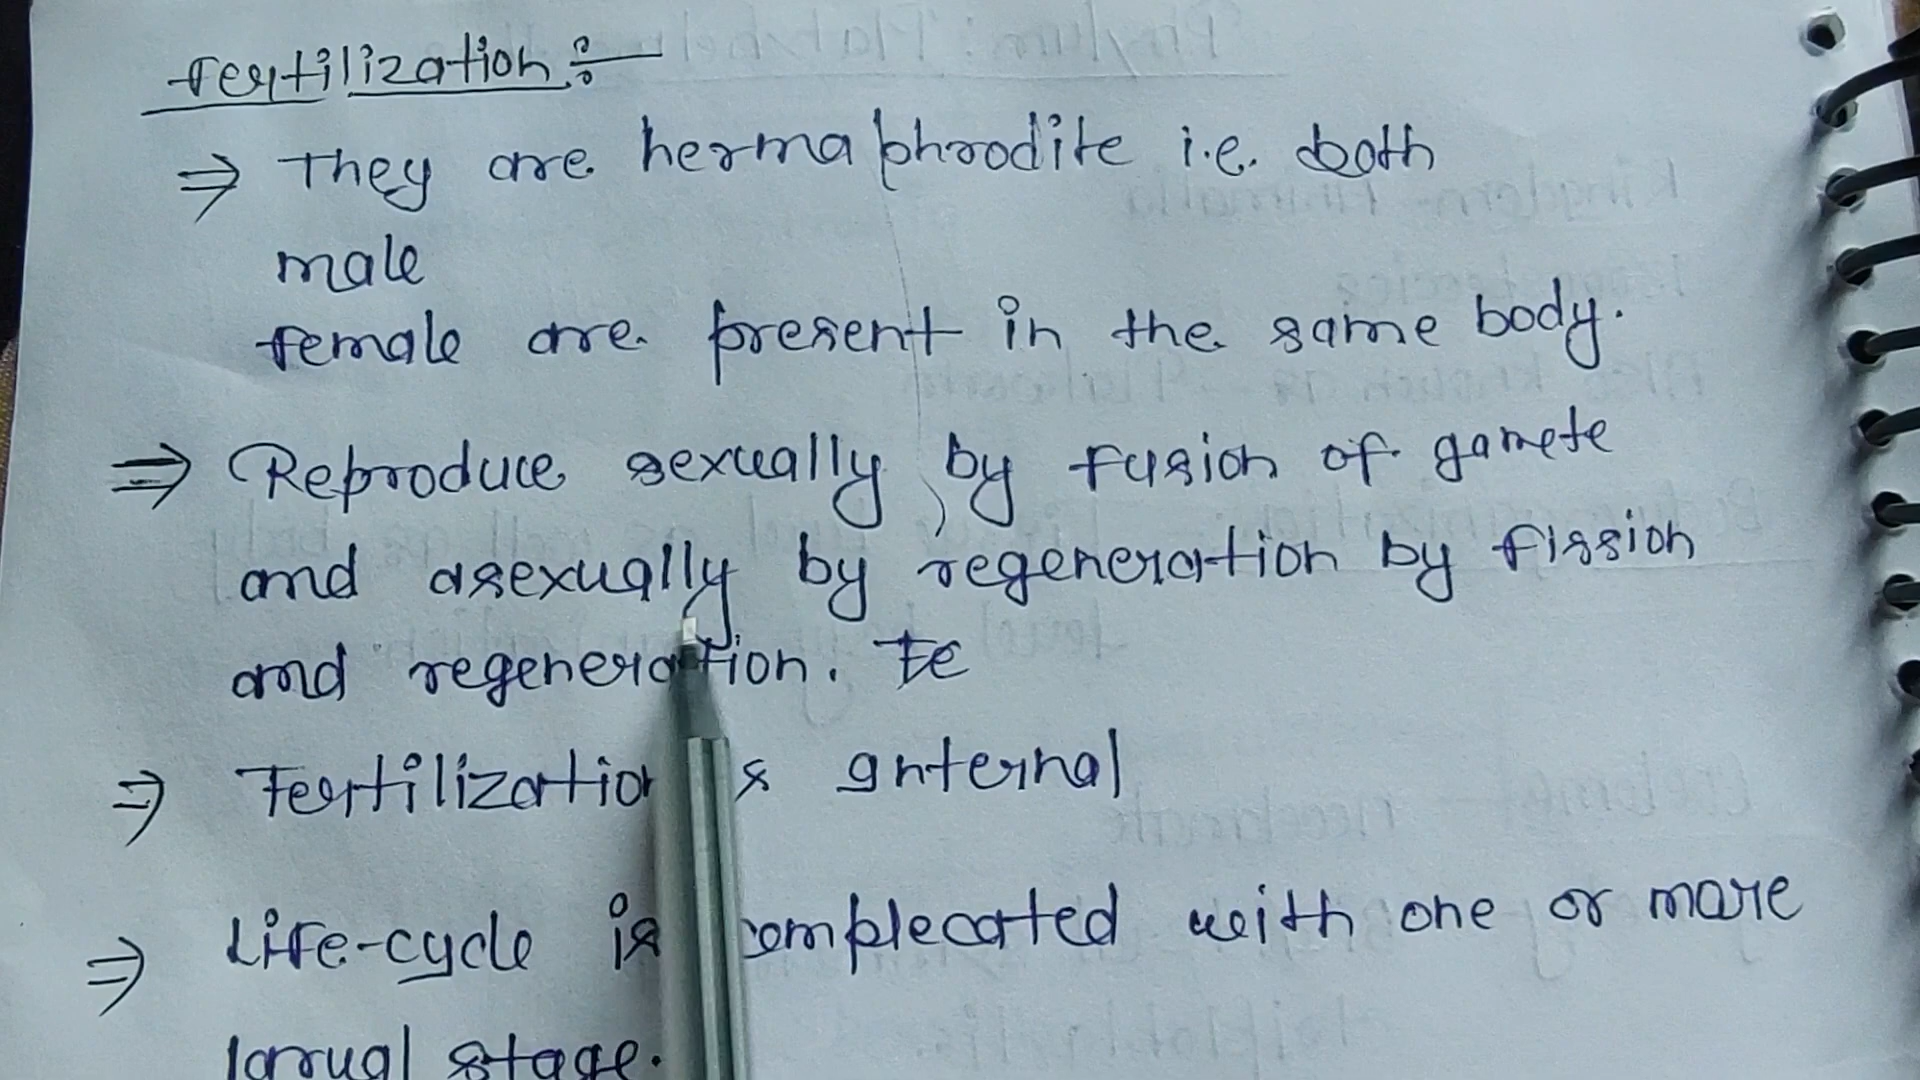 Fertilization :-
⇒ They are hermaphrodite i.e. both
male
female are present in the same body.
⇒ Reproduce sexually, by fusion of gamete
and asexually by regeneration by fission
and regeneration. Fe
⇒ Fertilization is Internal
⇒ Life-cycle is complecated with one or more
larval stage.